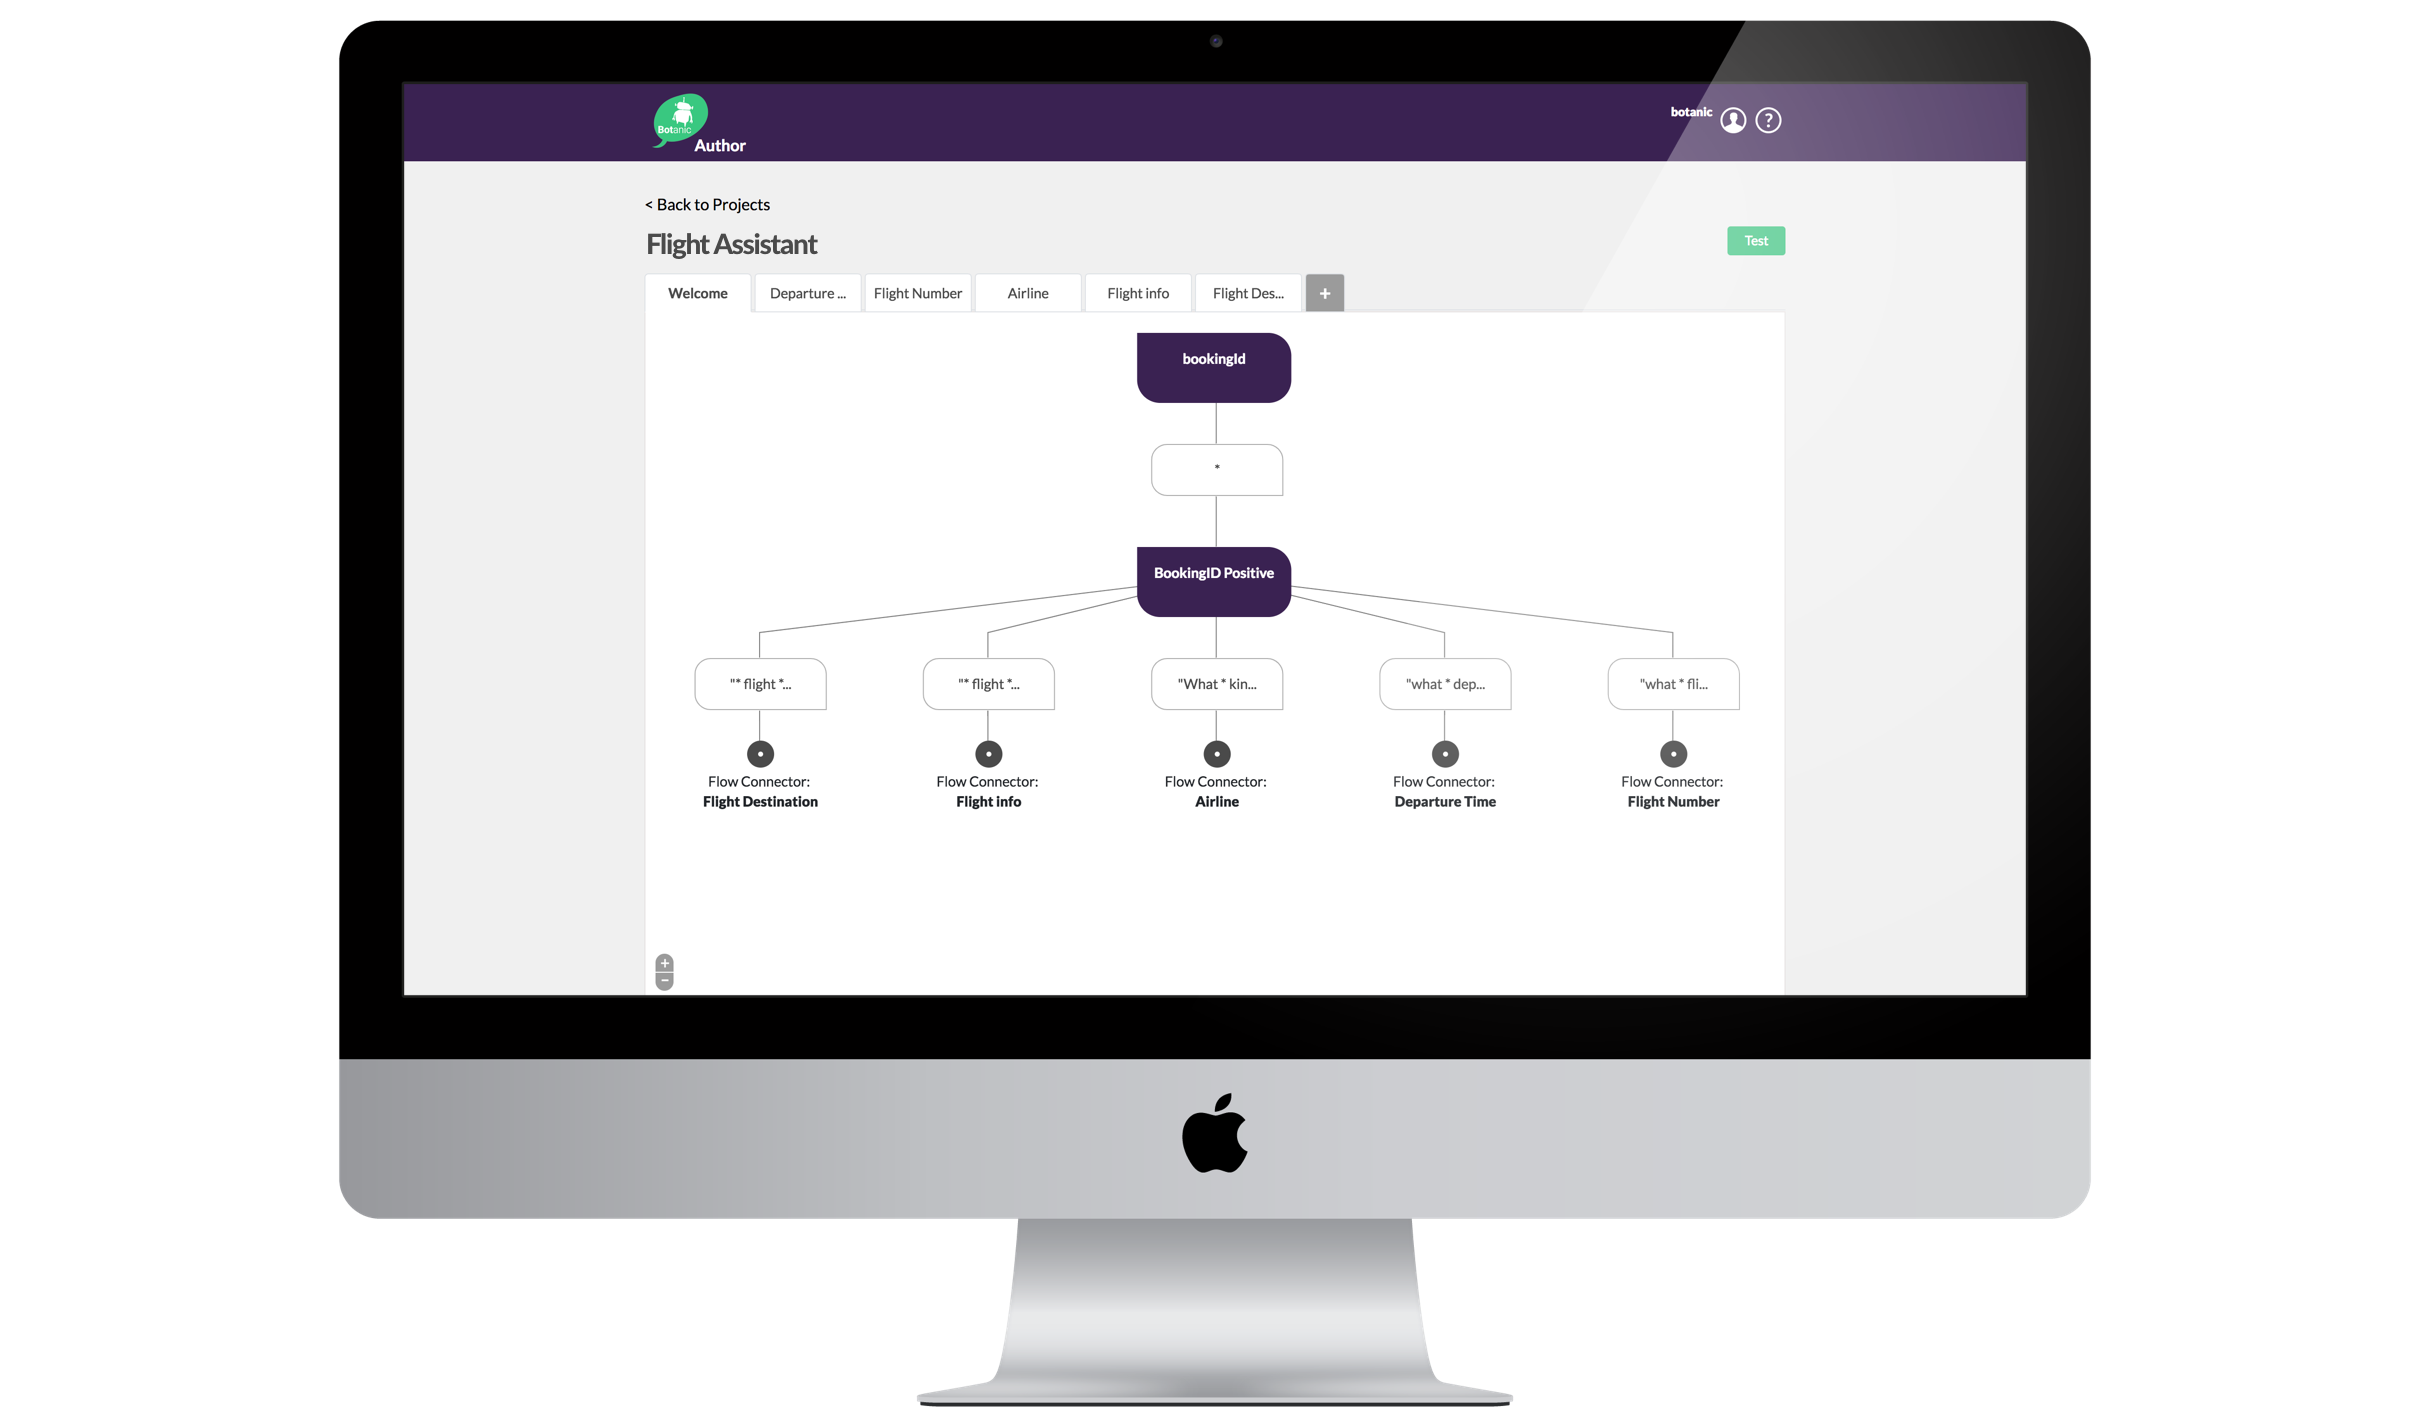 Botanic
Author
botanic
?
< Back to Projects
Flight Assistant
Test
Welcome
Departure ...
Flight Number
Airline
Flight info
Flight Des...
+
bookingId
*
BookingID Positive
"* flight *...
"* flight *...
"What * kin...
"what * dep...
"what * fli...
Flow Connector:
Flight Destination
Flow Connector:
Flight info
Flow Connector:
Airline
Flow Connector:
Departure Time
Flow Connector:
Flight Number
+
−